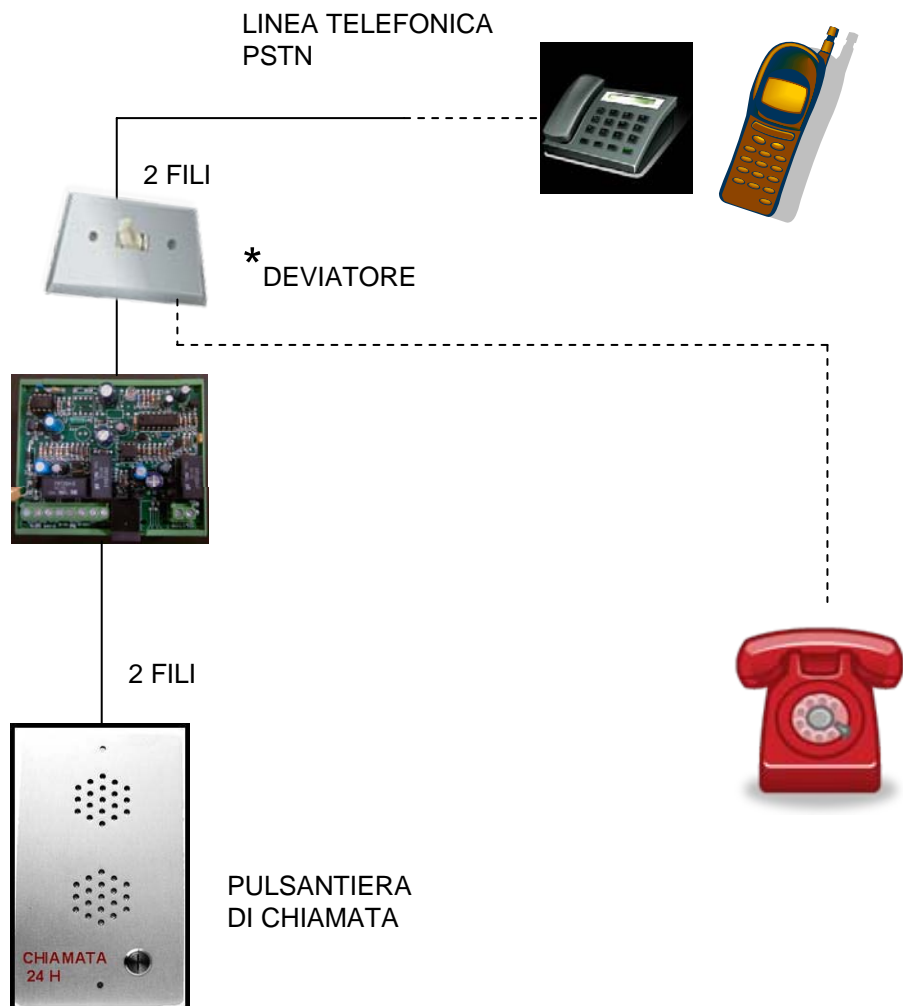 LINEA TELEFONICA
PSTN
2 FILI
*DEVIATORE
2 FILI
PULSANTIERA
DI CHIAMATA
CHIAMATA
24 H